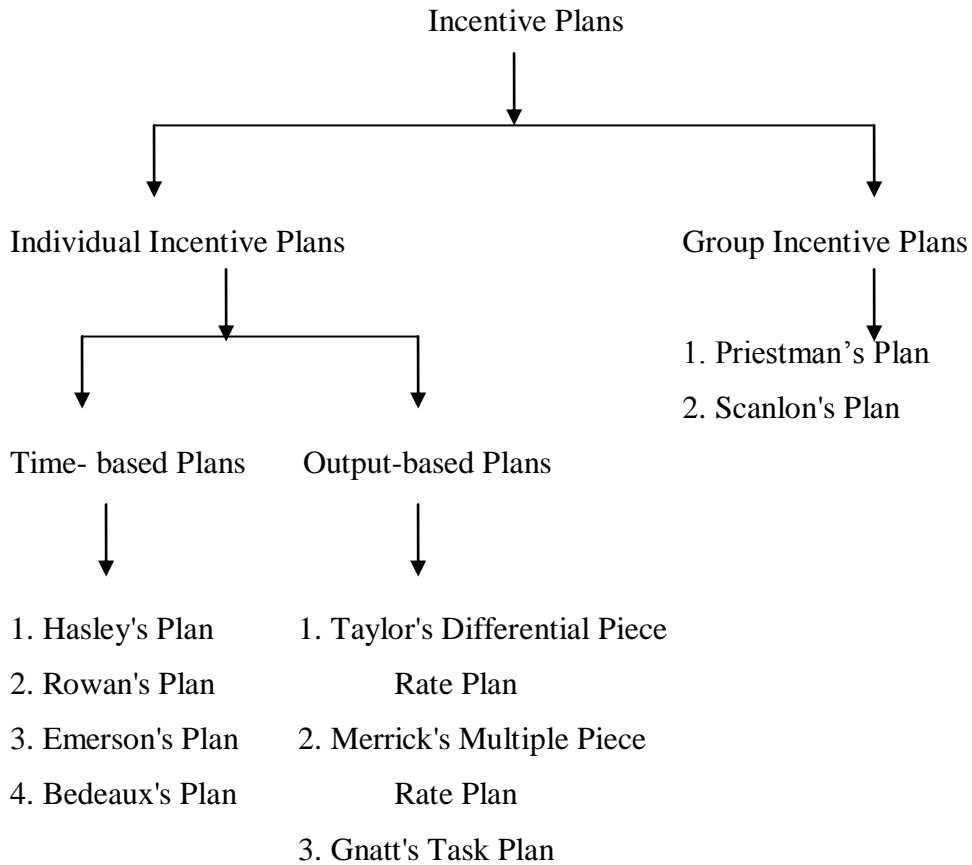 Incentive Plans
Individual Incentive Plans
Group Incentive Plans
1. Priestman’s Plan
2. Scanlon's Plan
Time- based Plans
Output-based Plans
1. Hasley's Plan
2. Rowan's Plan
3. Emerson's Plan
4. Bedeaux's Plan
1. Taylor's Differential Piece
Rate Plan
2. Merrick's Multiple Piece
Rate Plan
3. Gnatt's Task Plan